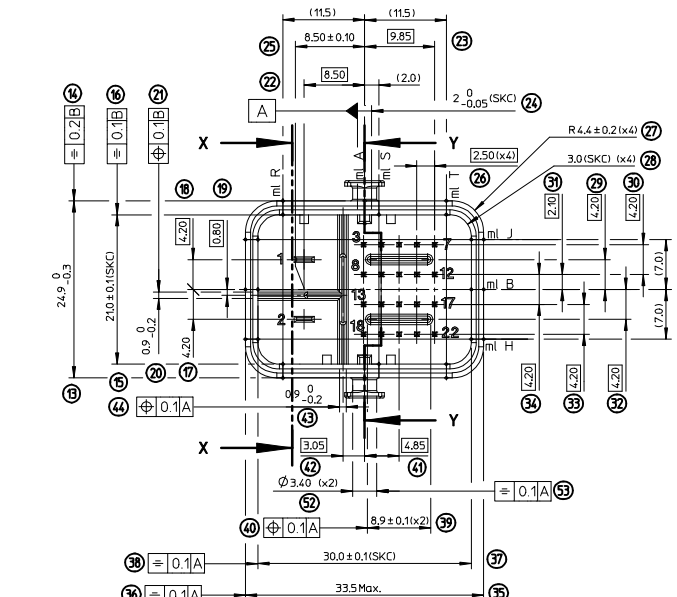 (11.5) (11.5)
25 8.50±0.10 9.85 23
22 8.50 (2.0)
A 2 0 -0.05(SKC) 24
14 16 21
⌯ 0.2 B
⌯ 0.1 B
⌖ 0.1 B
X Y
R4.4±0.2(x4) 27
3.0(SKC) (x4) 28
2.50(x4)
26
ml R ml A ml S ml T
18 19 31 29 30
4.20 0.80 2.10 4.20 4.20
3 7 ml J
1 8 12
13 ml B
17
2 18 22
ml H
(7.0)
(7.0)
24.9 0 -0.3
21.0±0.1(SKC)
0.9 0 -0.2
4.20
13 15 20 17
4.20 4.20 4.20
34 33 32
44 ⌖ 0.1 A
0.9 0 -0.2
43
X Y
3.05 4.85
42 41
Ø3.40 (x2)
52
⌯ 0.1 A 53
40 ⌖ 0.1 A 8.9±0.1(x2) 39
38 ⌯ 0.1 A 30.0±0.1(SKC) 37
36 ⌯ 0.1 A 33.5Max. 35